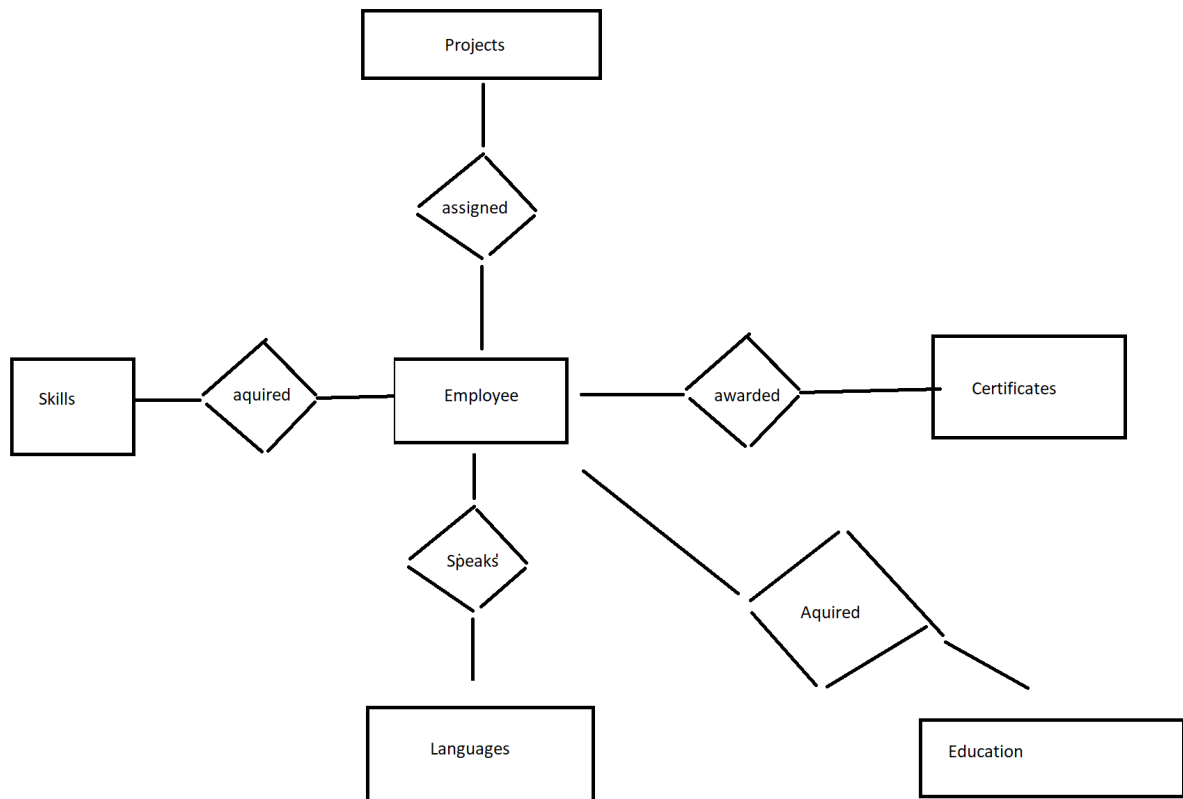 Projects
assigned
Skills
aquired
Employee
awarded
Certificates
Speaks
Aquired
Languages
Education